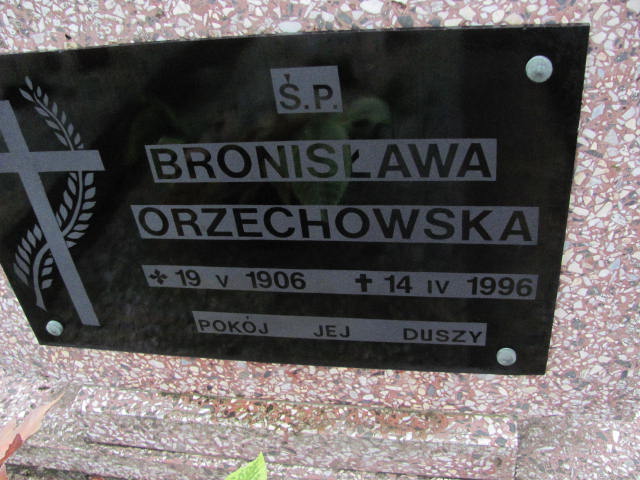 Ś.P.
BRONISŁAWA
ORZECHOWSKA
19 V 1906 14 IV 1996
POKÓJ JEJ DUSZY